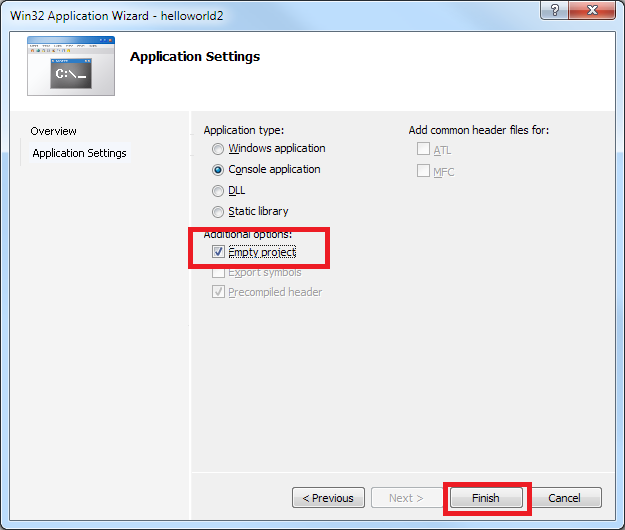 Win32 Application Wizard - helloworld2
C:\_
Application Settings
Overview
Application Settings
Application type:
Windows application
Console application
DLL
Static library
Additional options:
Empty project
Export symbols
Precompiled header
Add common header files for:
ATL
MFC
< Previous
Next >
Finish
Cancel